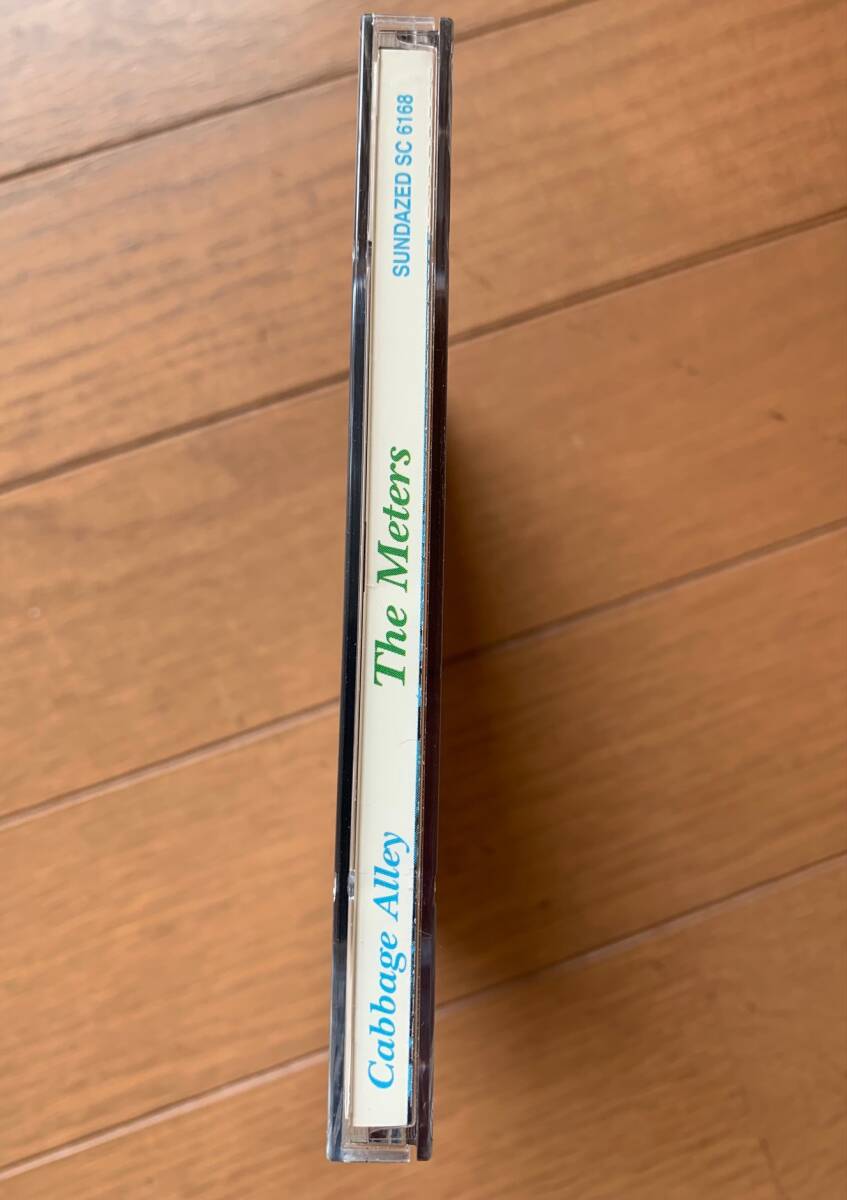 Cabbage Alley
The Meters
SUNDAZED SC 6168